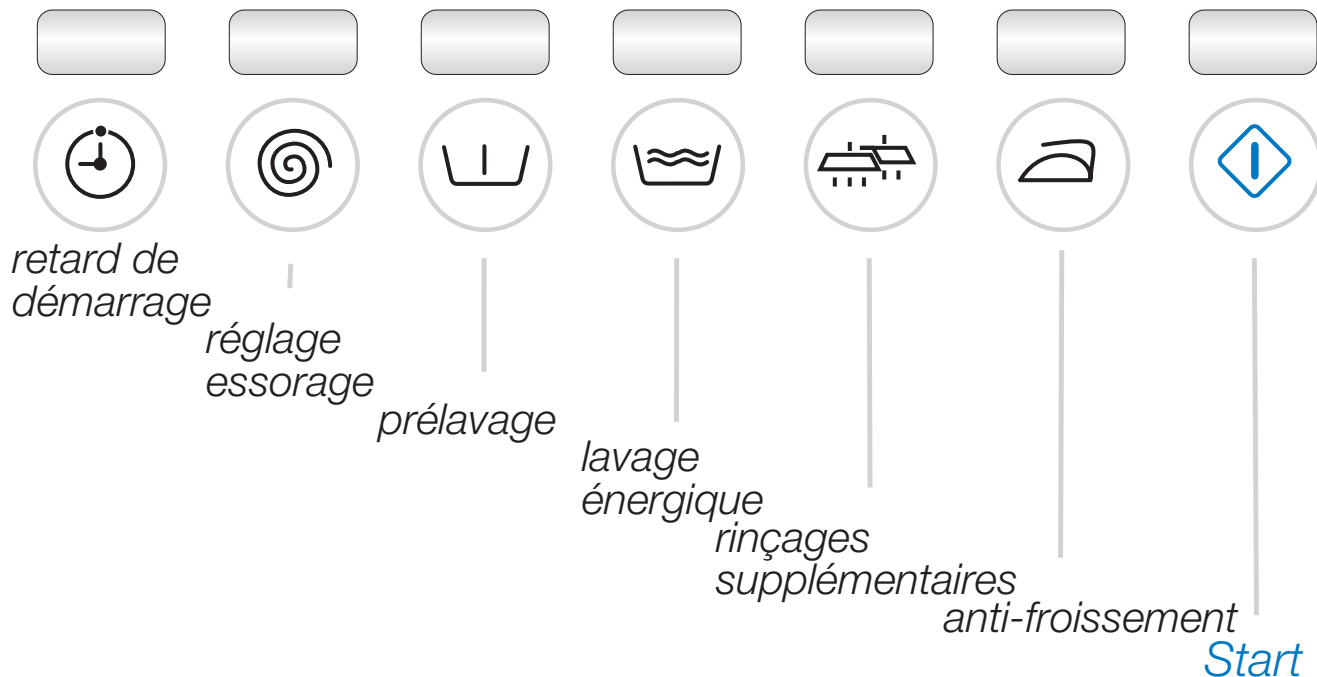 retard de
démarrage
réglage
essorage
prélavage
lavage
énergique
rinçages
supplémentaires
anti-froissement
Start